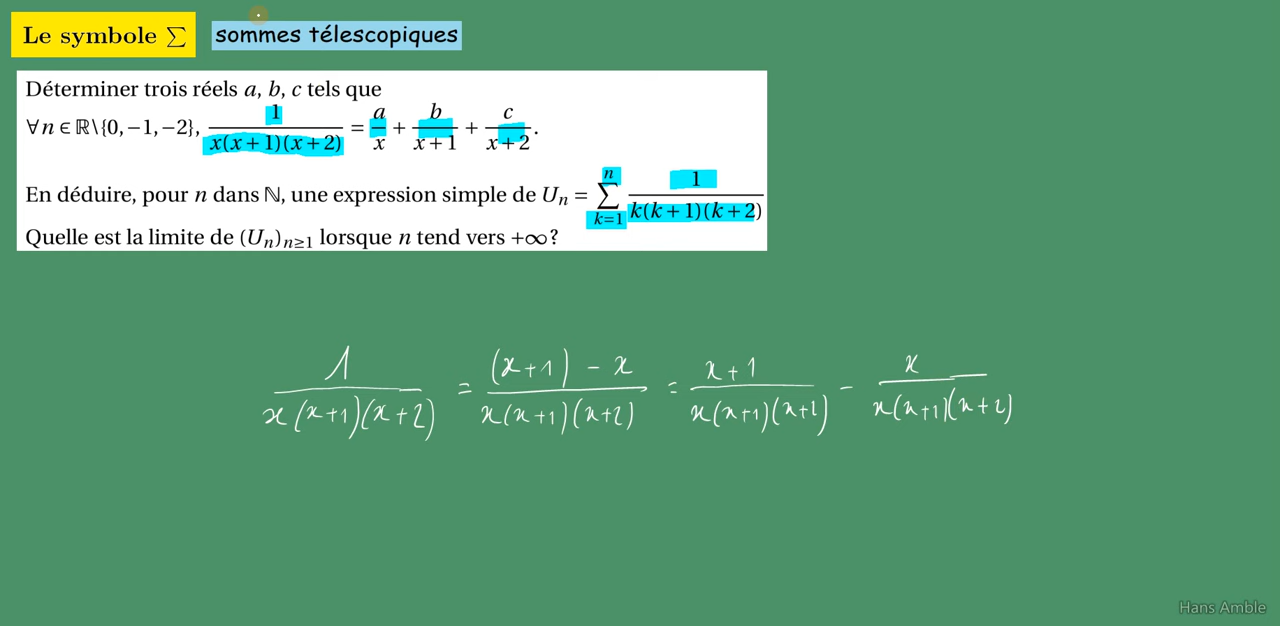 Le symbole ∑ sommes télescopiques
Déterminer trois réels a, b, c tels que
∀n∈ℝ\{0,−1,−2}, 1/(x(x+1)(x+2)) = a/x + b/(x+1) + c/(x+2).
En déduire, pour n dans ℕ, une expression simple de Uₙ = ∑_{k=1}^{n} 1/(k(k+1)(k+2))
Quelle est la limite de (Uₙ)ₙ≥₁ lorsque n tend vers +∞?
1/(x(x+1)(x+2)) = ((x+1) − x)/(x(x+1)(x+2)) = (x+1)/(x(x+1)(x+2)) − x/(x(x+1)(x+2))
Hans Amble